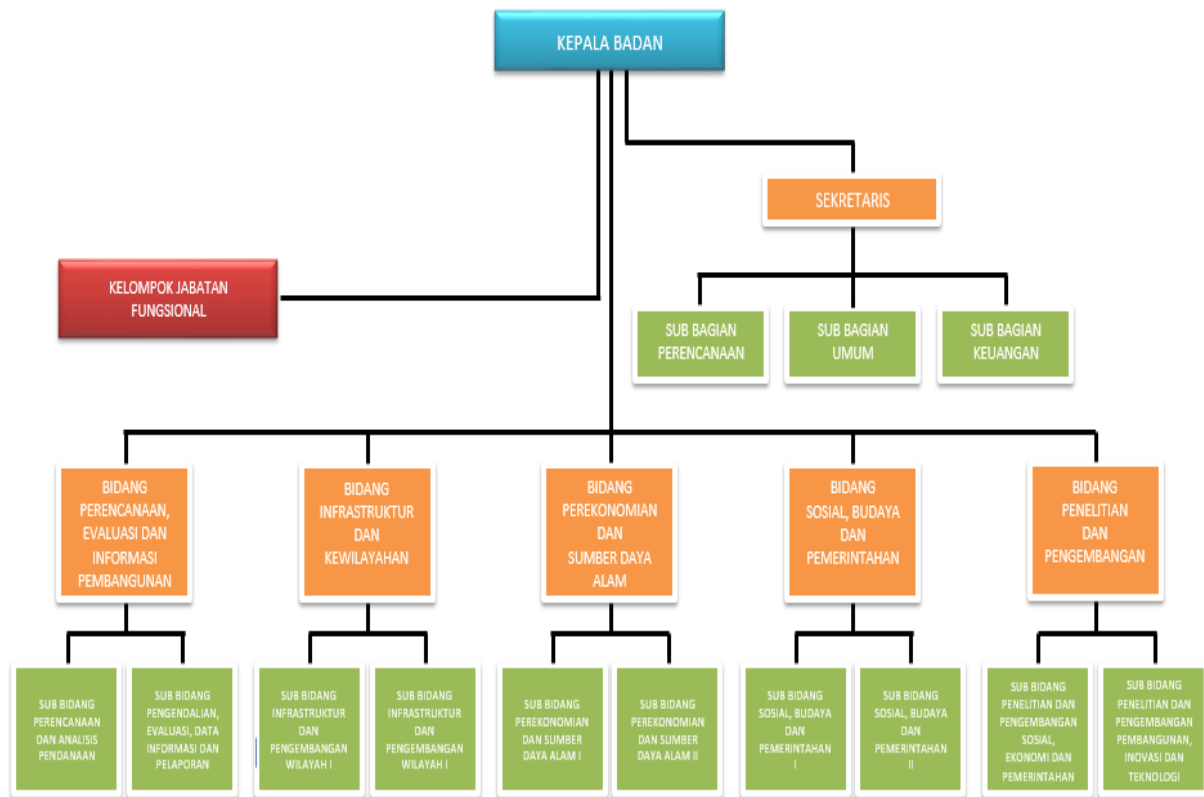 KEPALA BADAN
SEKRETARIS
KELOMPOK JABATAN
FUNGSIONAL
SUB BAGIAN
PERENCANAAN
SUB BAGIAN
UMUM
SUB BAGIAN
KEUANGAN
BIDANG
PERENCANAAN,
EVALUASI DAN
INFORMASI
PEMBANGUNAN
BIDANG
INFRASTRUKTUR
DAN
KEWILAYAHAN
BIDANG
PEREKONOMIAN
DAN
SUMBER DAYA
ALAM
BIDANG
SOSIAL, BUDAYA
DAN
PEMERINTAHAN
BIDANG
PENELITIAN
DAN
PENGEMBANGAN
SUB BIDANG
PERENCANAAN
DAN ANALISIS
PENDANAAN
SUB BIDANG
PENGENDALIAN,
EVALUASI, DATA
INFORMASI DAN
PELAPORAN
SUB BIDANG
INFRASTRUKTUR
DAN
PENGEMBANGAN
WILAYAH I
SUB BIDANG
INFRASTRUKTUR
DAN
PENGEMBANGAN
WILAYAH I
SUB BIDANG
PEREKONOMIAN
DAN SUMBER
DAYA ALAM I
SUB BIDANG
PEREKONOMIAN
DAN SUMBER
DAYA ALAM II
SUB BIDANG
SOSIAL, BUDAYA
DAN
PEMERINTAHAN
I
SUB BIDANG
SOSIAL, BUDAYA
DAN
PEMERINTAHAN
II
SUB BIDANG
PENELITIAN DAN
PENGEMBANGAN
SOSIAL,
EKONOMI DAN
PEMERINTAHAN
SUB BIDANG
PENELITIAN DAN
PENGEMBANGAN
PEMBANGUNAN,
INOVASI DAN
TEKNOLOGI